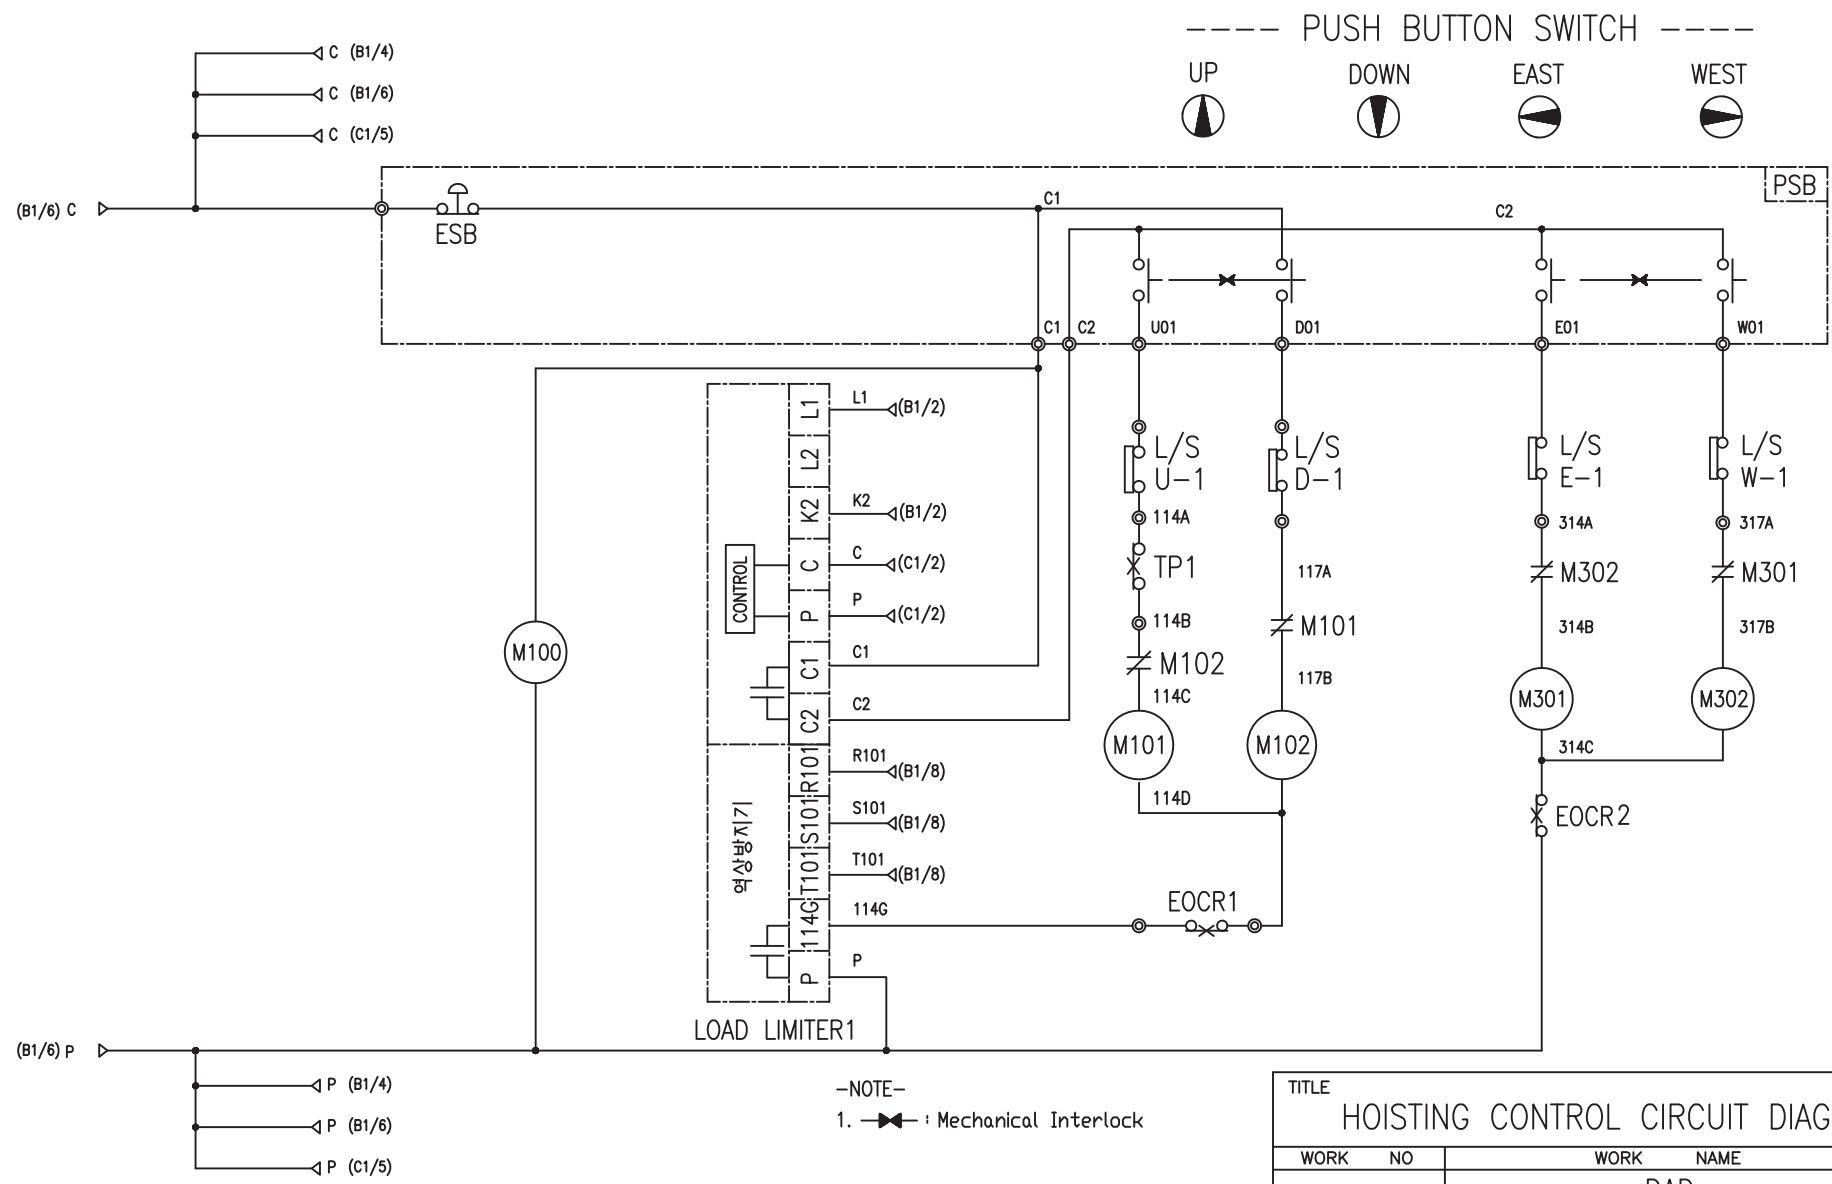 PUSH BUTTON SWITCH
UP DOWN EAST WEST
C (B1/4)
C (B1/6)
C (C1/5)
PSB
(B1/6) C
ESB
C1
C2
C1 C2 U01 D01 E01 W01
L1 L1 (B1/2)
L2
K2 K2 (B1/2)
CONTROL
C C (C1/2)
P P (C1/2)
C1 C1
C2 C2
M100
역상방지기
R101 R101 (B1/8)
S101 S101 (B1/8)
T101 T101 (B1/8)
114G 114G
P P
LOAD LIMITER1
L/S
U-1
114A
TP1
114B
M102
114C
M101
114D
L/S
D-1
117A
M101
117B
M102
EOCR1
L/S
E-1
314A
M302
314B
M301
314C
EOCR2
L/S
W-1
317A
M301
317B
M302
(B1/6) P
P (B1/4)
P (B1/6)
P (C1/5)
-NOTE-
1. : Mechanical Interlock
TITLE
HOISTING CONTROL CIRCUIT DIAG
WORK NO WORK NAME